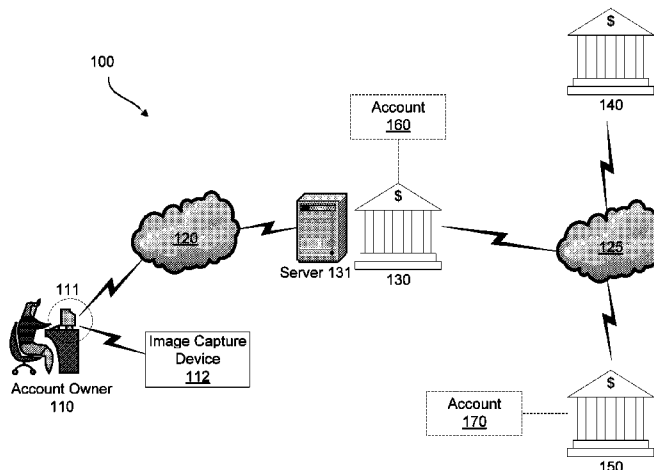 100
$
140
Account
160
$
120
Server 131
130
125
111
Image Capture
Device
112
Account Owner
110
$
Account
170
150